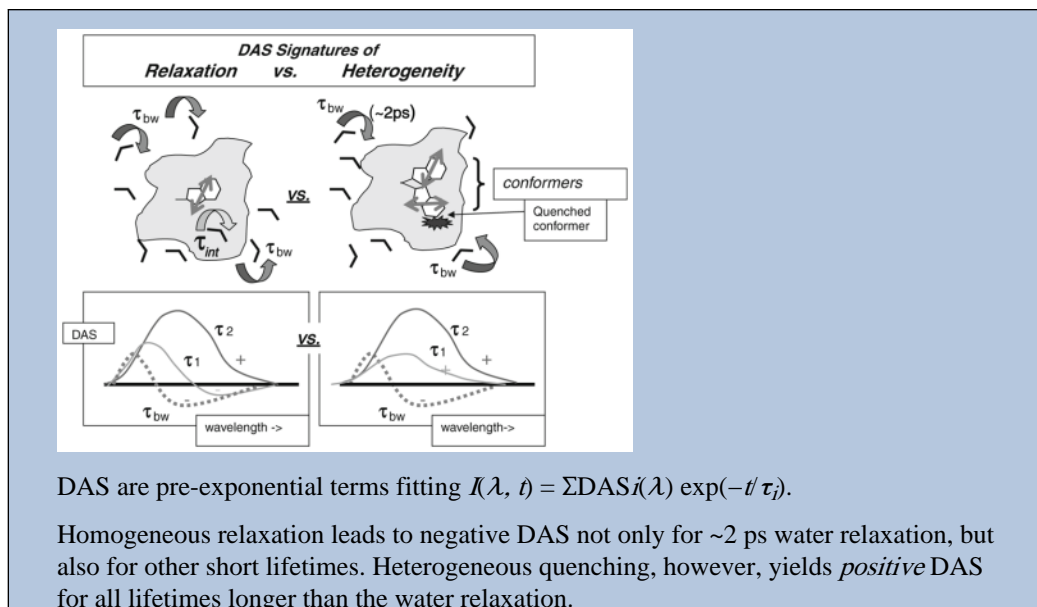 DAS Signatures of
Relaxation vs. Heterogeneity
τbw
τbw
τint
τbw
vs.
τbw (~2ps)
conformers
Quenched
conformer
τbw
DAS
τ2
+
τ1
-
-
τbw
wavelength ->
vs.
τ2
+
τ1
+
-
τbw
wavelength->
DAS are pre-exponential terms fitting I(λ, t) = ΣDASi(λ) exp(−t/τi).
Homogeneous relaxation leads to negative DAS not only for ~2 ps water relaxation, but
also for other short lifetimes. Heterogeneous quenching, however, yields positive DAS
for all lifetimes longer than the water relaxation.